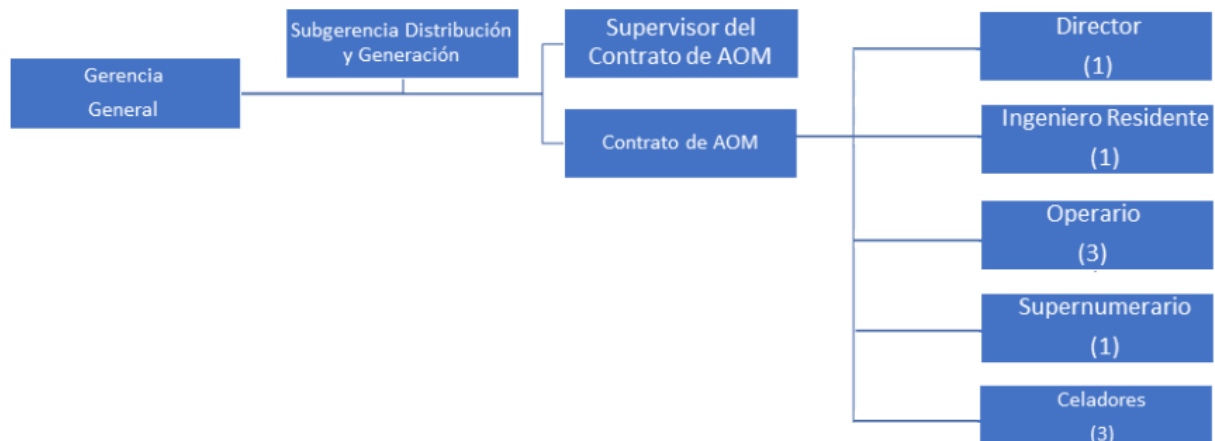 Gerencia
General
Subgerencia Distribución
y Generación
Supervisor del
Contrato de AOM
Contrato de AOM
Director
(1)
Ingeniero Residente
(1)
Operario
(3)
Supernumerario
(1)
Celadores
(3)